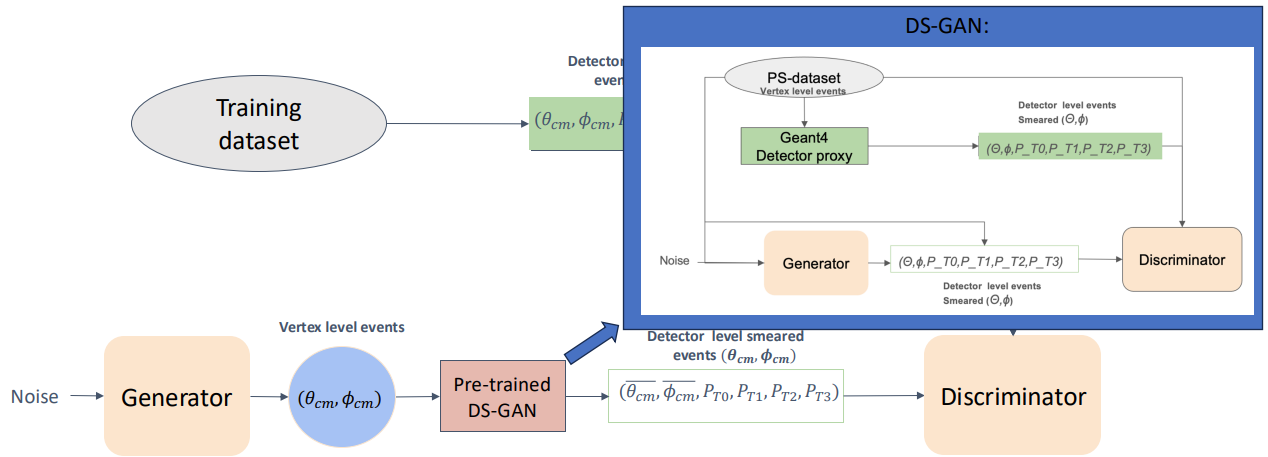 DS-GAN:
PS-dataset
Vertex level events
Detector level events
Smeared (Θ,ϕ)
Geant4
Detector proxy
(Θ,ϕ,P_T0,P_T1,P_T2,P_T3)
Noise
Generator
(Θ,ϕ,P_T0,P_T1,P_T2,P_T3)
Discriminator
Detector level events
Smeared (Θ,ϕ)
Detector
Training
dataset
(θ_cm, ϕ_cm,
Vertex level events
Detector level smeared
events (θ_cm, ϕ_cm)
Noise
Generator
(θ_cm, ϕ_cm)
Pre-trained
DS-GAN
(θ̅_cm, ϕ̅_cm, P_T0, P_T1, P_T2, P_T3)
Discriminator